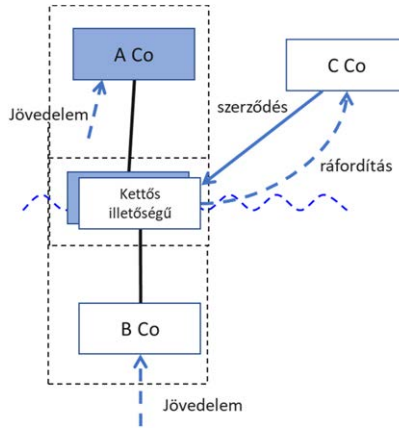 A Co
C Co
szerződés
Jövedelem
ráfordítás
Kettős
illetőségű
B Co
Jövedelem